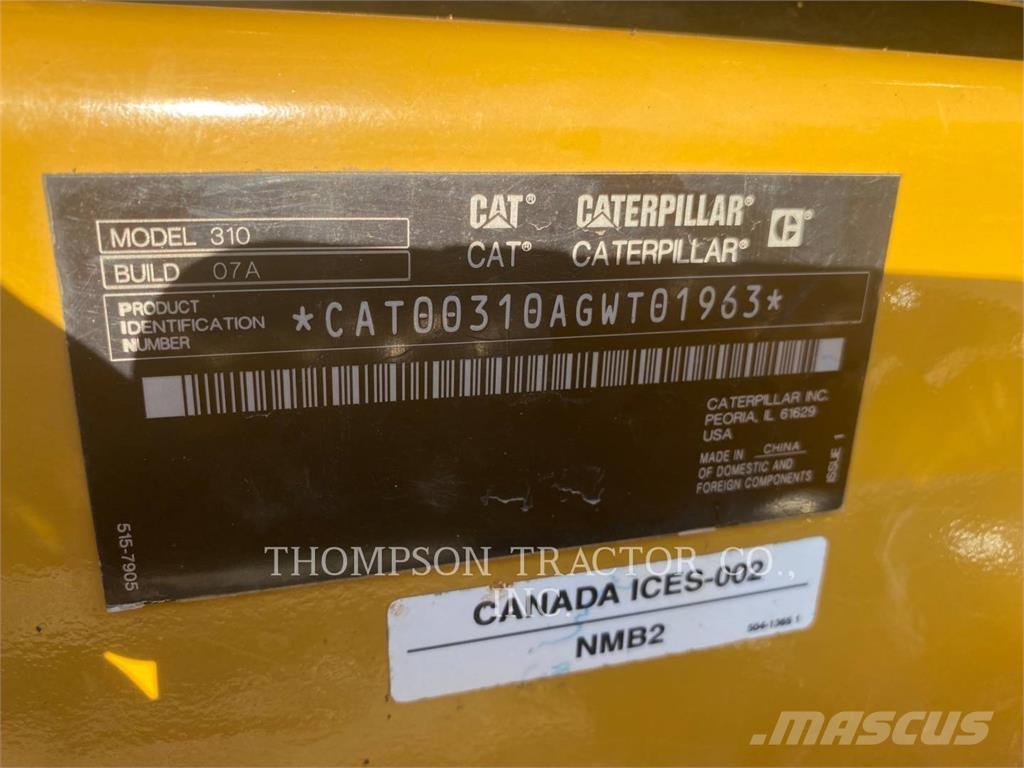 CAT® CATERPILLAR® C®
CAT® CATERPILLAR®
MODEL 310
BUILD 07A
PRODUCT
IDENTIFICATION
NUMBER
*CAT00310AGWT01963*
CATERPILLAR INC.
PEORIA, IL 61629
USA
MADE IN CHINA
OF DOMESTIC AND
FOREIGN COMPONENTS
ISSUE 1
515-7905
THOMPSON TRACTOR CO.,
INC.
CANADA ICES-002
NMB2
504-1365 1
MASCUS